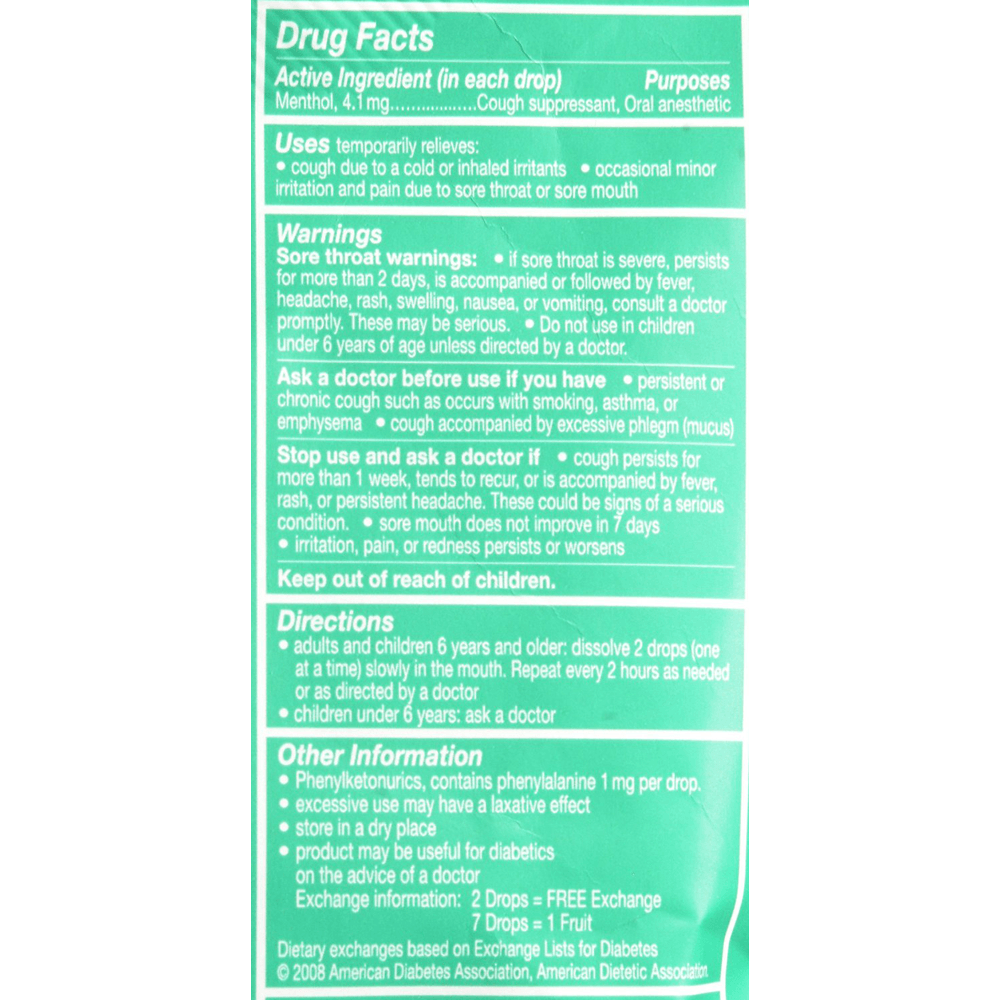 Drug Facts
Active Ingredient (in each drop) Purposes
Menthol, 4.1 mg.................Cough suppressant, Oral anesthetic
Uses temporarily relieves:
• cough due to a cold or inhaled irritants • occasional minor
irritation and pain due to sore throat or sore mouth
Warnings
Sore throat warnings: • if sore throat is severe, persists
for more than 2 days, is accompanied or followed by fever,
headache, rash, swelling, nausea, or vomiting, consult a doctor
promptly. These may be serious. • Do not use in children
under 6 years of age unless directed by a doctor.
Ask a doctor before use if you have • persistent or
chronic cough such as occurs with smoking, asthma, or
emphysema • cough accompanied by excessive phlegm (mucus)
Stop use and ask a doctor if • cough persists for
more than 1 week, tends to recur, or is accompanied by fever,
rash, or persistent headache. These could be signs of a serious
condition. • sore mouth does not improve in 7 days
• irritation, pain, or redness persists or worsens
Keep out of reach of children.
Directions
• adults and children 6 years and older: dissolve 2 drops (one
at a time) slowly in the mouth. Repeat every 2 hours as needed
or as directed by a doctor
• children under 6 years: ask a doctor
Other Information
• Phenylketonurics, contains phenylalanine 1 mg per drop.
• excessive use may have a laxative effect
• store in a dry place
• product may be useful for diabetics
on the advice of a doctor
Exchange information: 2 Drops = FREE Exchange
7 Drops = 1 Fruit
Dietary exchanges based on Exchange Lists for Diabetes
© 2008 American Diabetes Association, American Dietetic Association